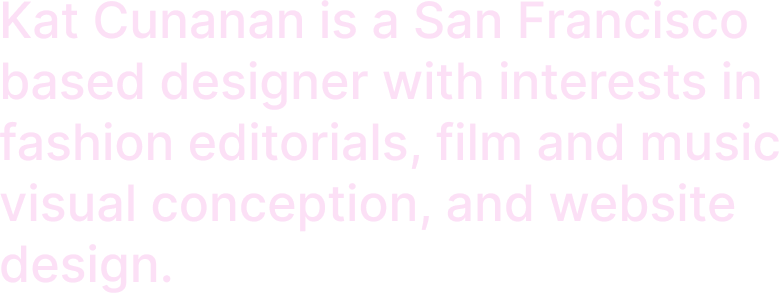 Kat Cunanan is a San Francisco
based designer with interests in
fashion editorials, film and music
visual conception, and website
design.